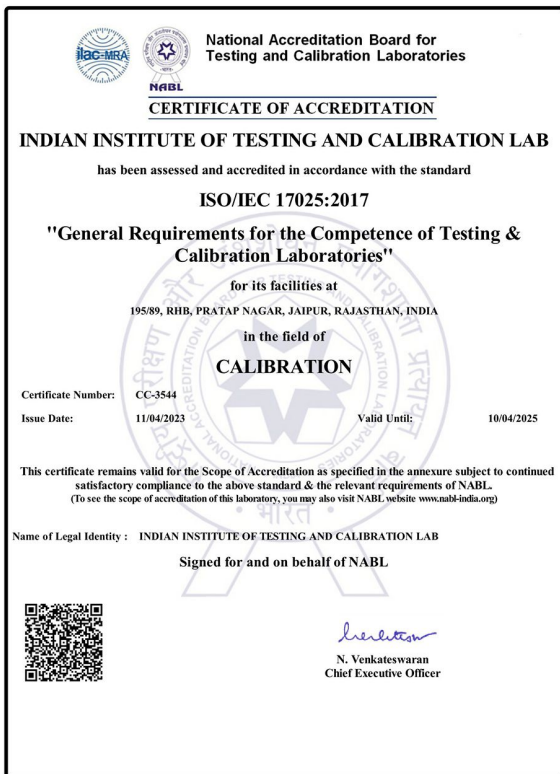 ilac-MRA
NABL
National Accreditation Board for
Testing and Calibration Laboratories
CERTIFICATE OF ACCREDITATION
INDIAN INSTITUTE OF TESTING AND CALIBRATION LAB
has been assessed and accredited in accordance with the standard
ISO/IEC 17025:2017
"General Requirements for the Competence of Testing &
Calibration Laboratories"
for its facilities at
195/89, RHB, PRATAP NAGAR, JAIPUR, RAJASTHAN, INDIA
in the field of
CALIBRATION
Certificate Number: CC-3544
Issue Date: 11/04/2023 Valid Until: 10/04/2025
This certificate remains valid for the Scope of Accreditation as specified in the annexure subject to continued
satisfactory compliance to the above standard & the relevant requirements of NABL.
(To see the scope of accreditation of this laboratory, you may also visit NABL website www.nabl-india.org)
भारत
Name of Legal Identity : INDIAN INSTITUTE OF TESTING AND CALIBRATION LAB
Signed for and on behalf of NABL
N. Venkateswaran
Chief Executive Officer